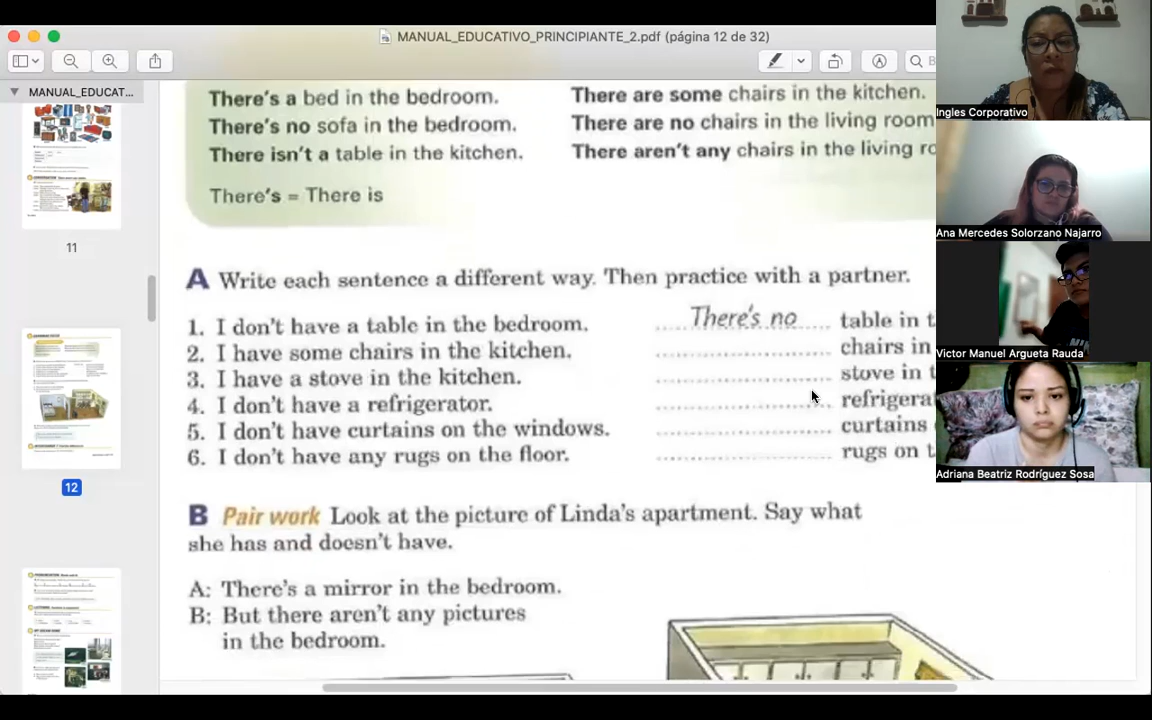 MANUAL_EDUCATIVO_PRINCIPIANTE_2.pdf (página 12 de 32)
MANUAL_EDUCAT...
11
12
There's a bed in the bedroom.
There's no sofa in the bedroom.
There isn't a table in the kitchen.
There's = There is
There are some chairs in the kitchen.
There are no chairs in the living room
There aren't any chairs in the living ro
A Write each sentence a different way. Then practice with a partner.
1. I don't have a table in the bedroom. There's no table in t
2. I have some chairs in the kitchen. chairs in
3. I have a stove in the kitchen. stove in t
4. I don't have a refrigerator. refrigerat
5. I don't have curtains on the windows. curtains
6. I don't have any rugs on the floor. rugs on t
B Pair work Look at the picture of Linda's apartment. Say what
she has and doesn't have.
A: There's a mirror in the bedroom.
B: But there aren't any pictures
in the bedroom.
Ingles Corporativo
Ana Mercedes Solorzano Najarro
Victor Manuel Argueta Rauda
Adriana Beatriz Rodríguez Sosa